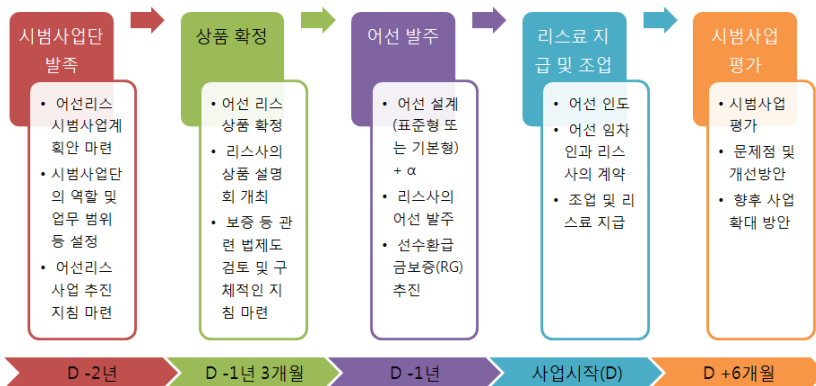 시범사업단
발족
• 어선리스
시범사업계
획안 마련
• 시범사업단
의 역할 및
업무 범위
등 설정
• 어선리스
사업 추진
지침 마련
상품 확정
• 어선 리스
상품 확정
• 리스사의
상품 설명
회 개최
• 보증 등 관
련 법제도
검토 및 구
체적인 지
침 마련
어선 발주
• 어선 설계
(표준형 또
는 기본형)
+ α
• 리스사의
어선 발주
• 선수환급
금보증(RG)
추진
리스료 지
급 및 조업
• 어선 인도
• 어선 임차
인과 리스
사의 계약
• 조업 및 리
스료 지급
시범사업
평가
• 시범사업
평가
• 문제점 및
개선방안
• 향후 사업
확대 방안
D -2년
D -1년 3개월
D -1년
사업시작(D)
D +6개월